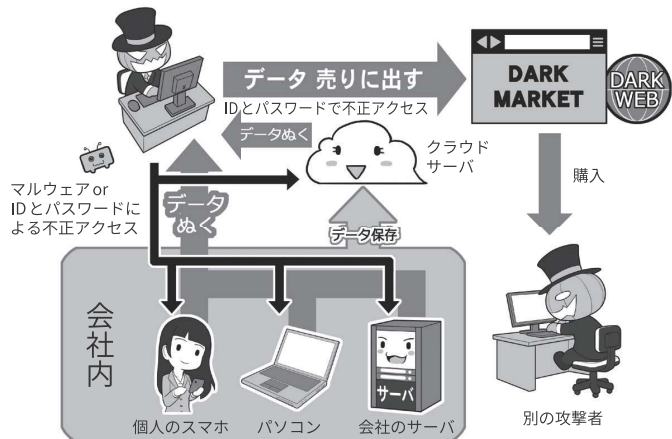 データ 売りに出す
IDとパスワードで不正アクセス
データぬく
DARK
MARKET
DARK
WEB
クラウド
サーバ
購入
マルウェア or
IDとパスワードに
よる不正アクセス
データ
ぬく
データ保存
会社内
サーバ
個人のスマホ
パソコン
会社のサーバ
別の攻撃者